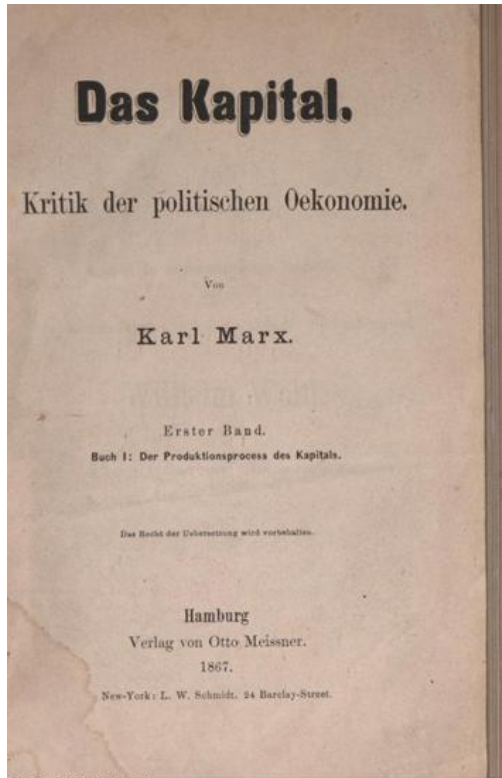 Das Kapital.
Kritik der politischen Oekonomie.
Von
Karl Marx.
Erster Band.
Buch I: Der Produktionsprocess des Kapitals.
Das Recht der Uebersetzung wird vorbehalten.
Hamburg
Verlag von Otto Meissner.
1867.
New-York: L. W. Schmidt. 24 Barclay-Street.